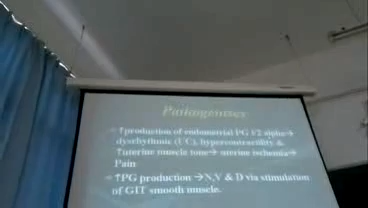 Pathogenesis
↑production of endometrial PG F2 alpha→
dysrhythmic (UC), hypercontractility &
↑uterine muscle tone→ uterine ischemia→
Pain
↑PG production →N,V & D via stimulation
of GIT smooth muscle.